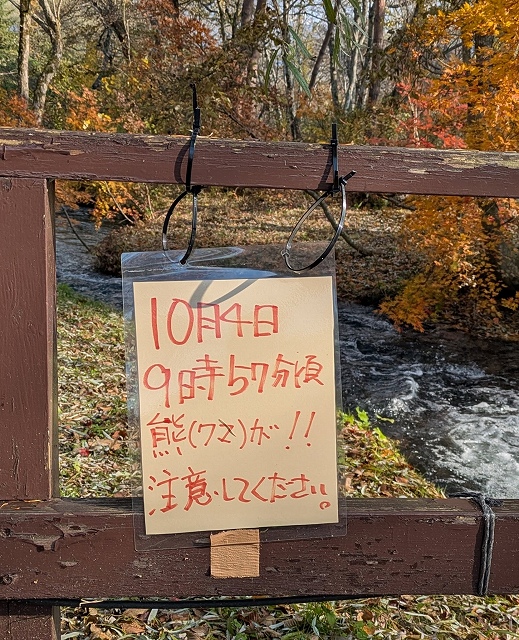 10月4日
9時57分頃
熊(クマ)が!!
注意してください。